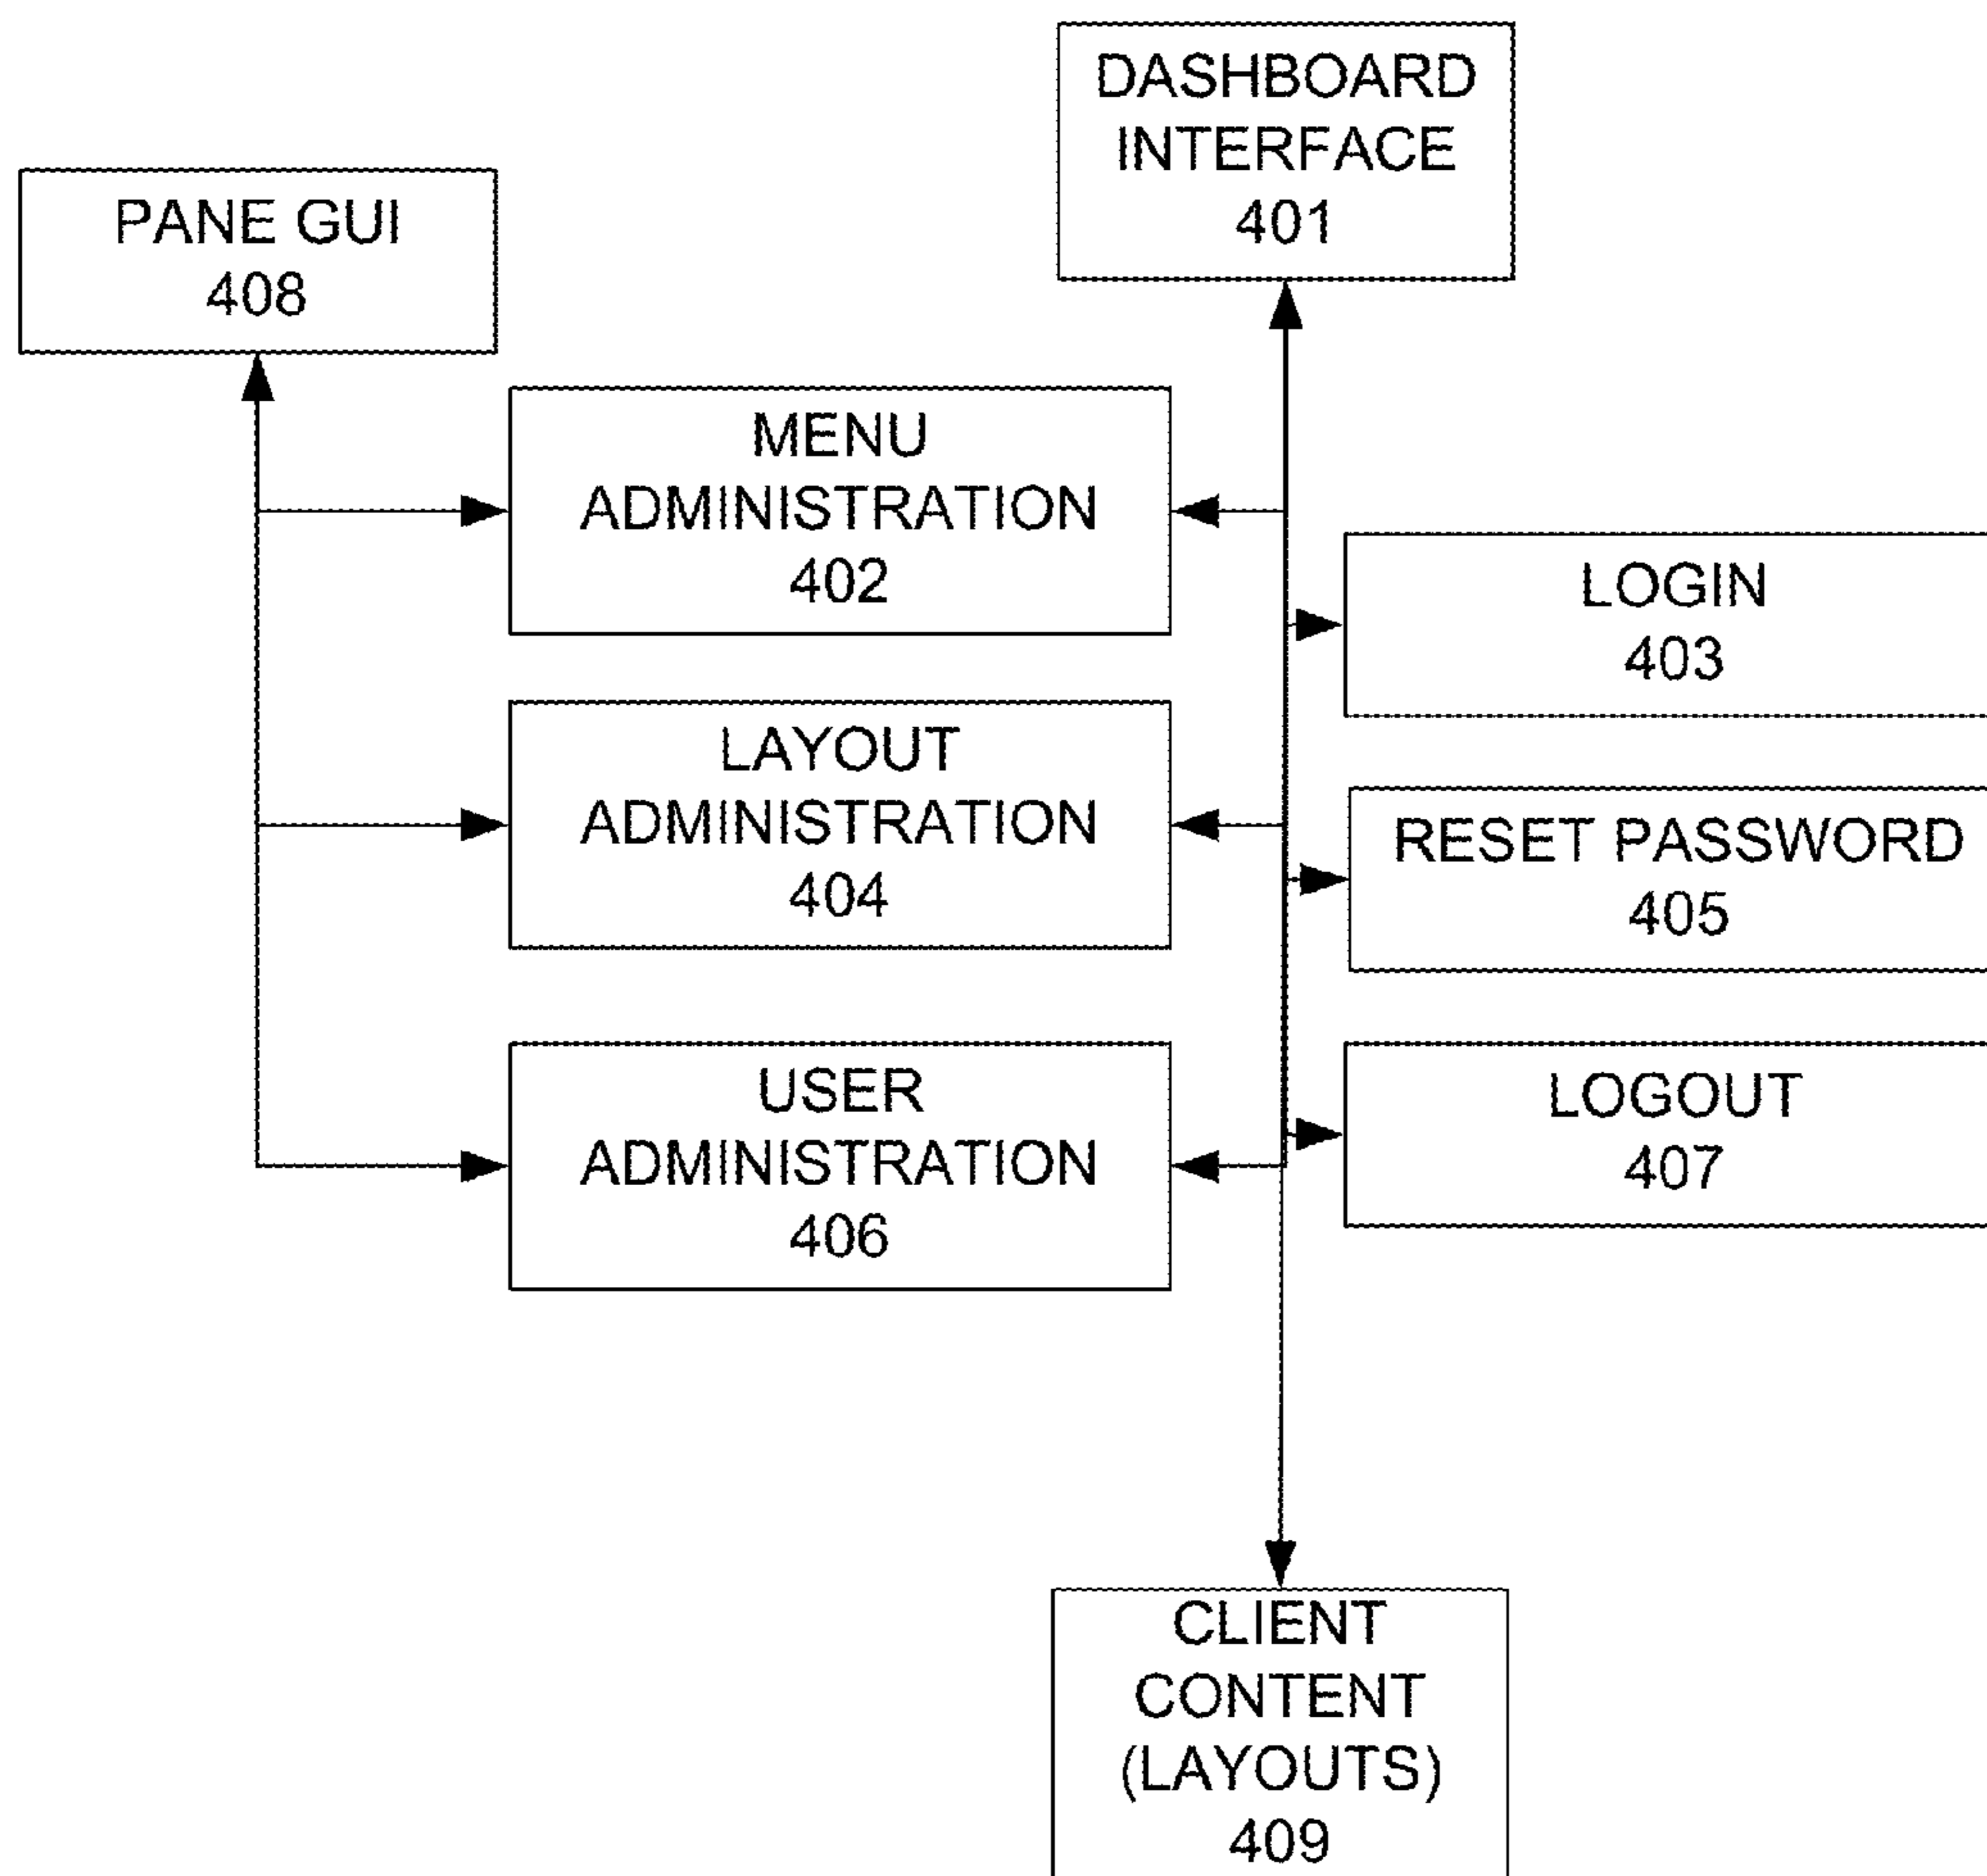 DASHBOARD
INTERFACE
401
PANE GUI
408
MENU
ADMINISTRATION
402
LOGIN
403
LAYOUT
ADMINISTRATION
404
RESET PASSWORD
405
USER
ADMINISTRATION
406
LOGOUT
407
CLIENT
CONTENT
(LAYOUTS)
409